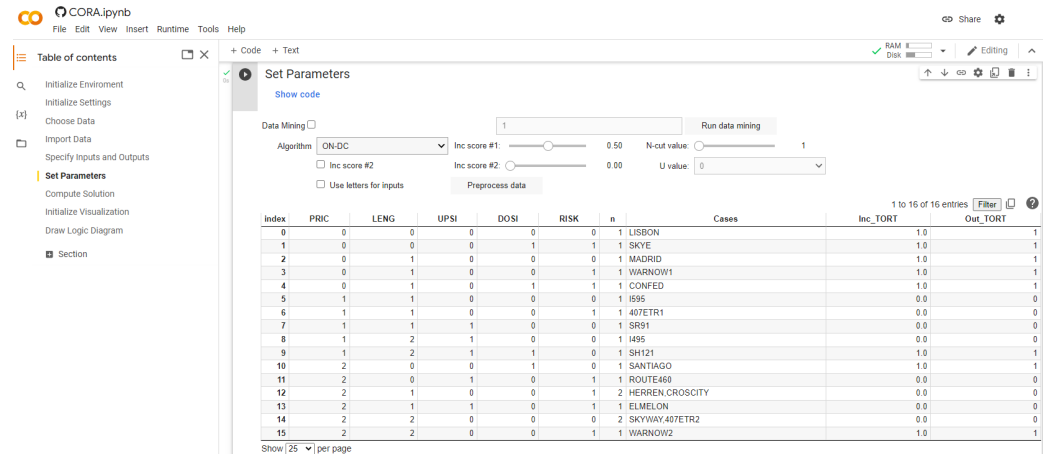 CORA.ipynb
File Edit View Insert Runtime Tools Help
Share
Table of contents
+ Code + Text
RAM
Disk
Editing
Initialize Enviroment
Initialize Settings
Choose Data
Import Data
Specify Inputs and Outputs
Set Parameters
Compute Solution
Initialize Visualization
Draw Logic Diagram
Section
{x}
0s
Set Parameters
Show code
Data Mining 1 Run data mining
Algorithm ON-DC Inc score #1: 0.50 N-cut value: 1
Inc score #2 Inc score #2: 0.00 U value: 0
Use letters for inputs Preprocess data
1 to 16 of 16 entries Filter ?
index PRIC LENG UPSI DOSI RISK n Cases Inc_TORT Out_TORT
0 0 0 0 0 0 1 LISBON 1.0 1
1 0 0 0 1 1 1 SKYE 1.0 1
2 0 1 0 0 0 1 MADRID 1.0 1
3 0 1 0 0 1 1 WARNOW1 1.0 1
4 0 1 0 1 1 1 CONFED 1.0 1
5 1 1 0 0 0 1 I595 0.0 0
6 1 1 0 0 1 1 407ETR1 0.0 0
7 1 1 1 0 0 1 SR91 0.0 0
8 1 2 1 0 0 1 I495 0.0 0
9 1 2 1 1 0 1 SH121 1.0 1
10 2 0 0 1 0 1 SANTIAGO 1.0 1
11 2 0 1 0 1 1 ROUTE460 0.0 0
12 2 1 0 0 1 2 HERREN,CROSCITY 0.0 0
13 2 1 1 0 1 1 ELMELON 0.0 0
14 2 2 0 0 0 2 SKYWAY,407ETR2 0.0 0
15 2 2 0 0 1 1 WARNOW2 1.0 1
Show 25 per page